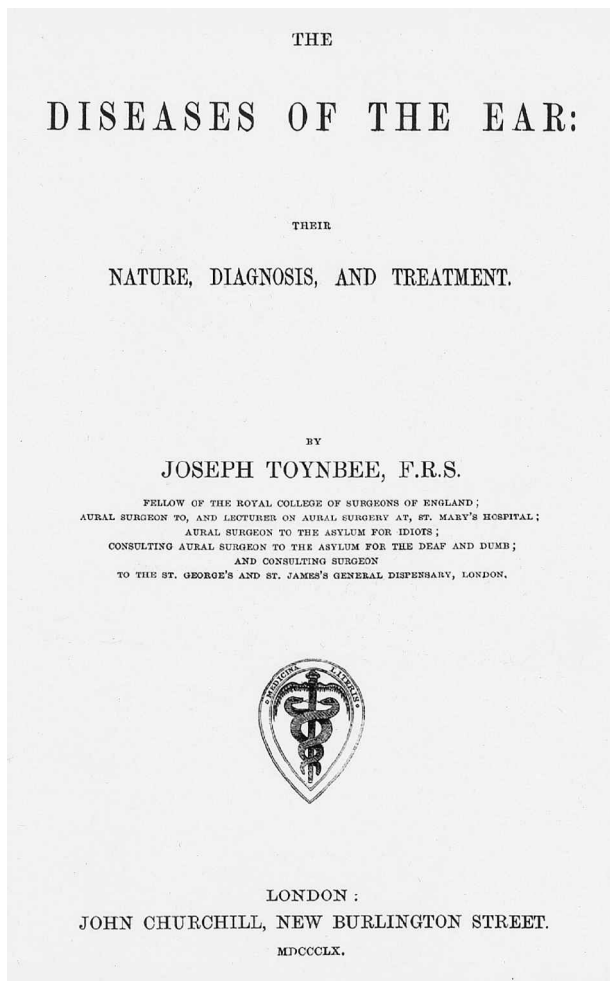 THE
DISEASES OF THE EAR:
THEIR
NATURE, DIAGNOSIS, AND TREATMENT.
BY
JOSEPH TOYNBEE, F.R.S.
FELLOW OF THE ROYAL COLLEGE OF SURGEONS OF ENGLAND;
AURAL SURGEON TO, AND LECTURER ON AURAL SURGERY AT, ST. MARY'S HOSPITAL;
AURAL SURGEON TO THE ASYLUM FOR IDIOTS;
CONSULTING AURAL SURGEON TO THE ASYLUM FOR THE DEAF AND DUMB;
AND CONSULTING SURGEON
TO THE ST. GEORGE'S AND ST. JAMES'S GENERAL DISPENSARY, LONDON.
MEDICINA LITERIS
LONDON:
JOHN CHURCHILL, NEW BURLINGTON STREET.
MDCCCLX.